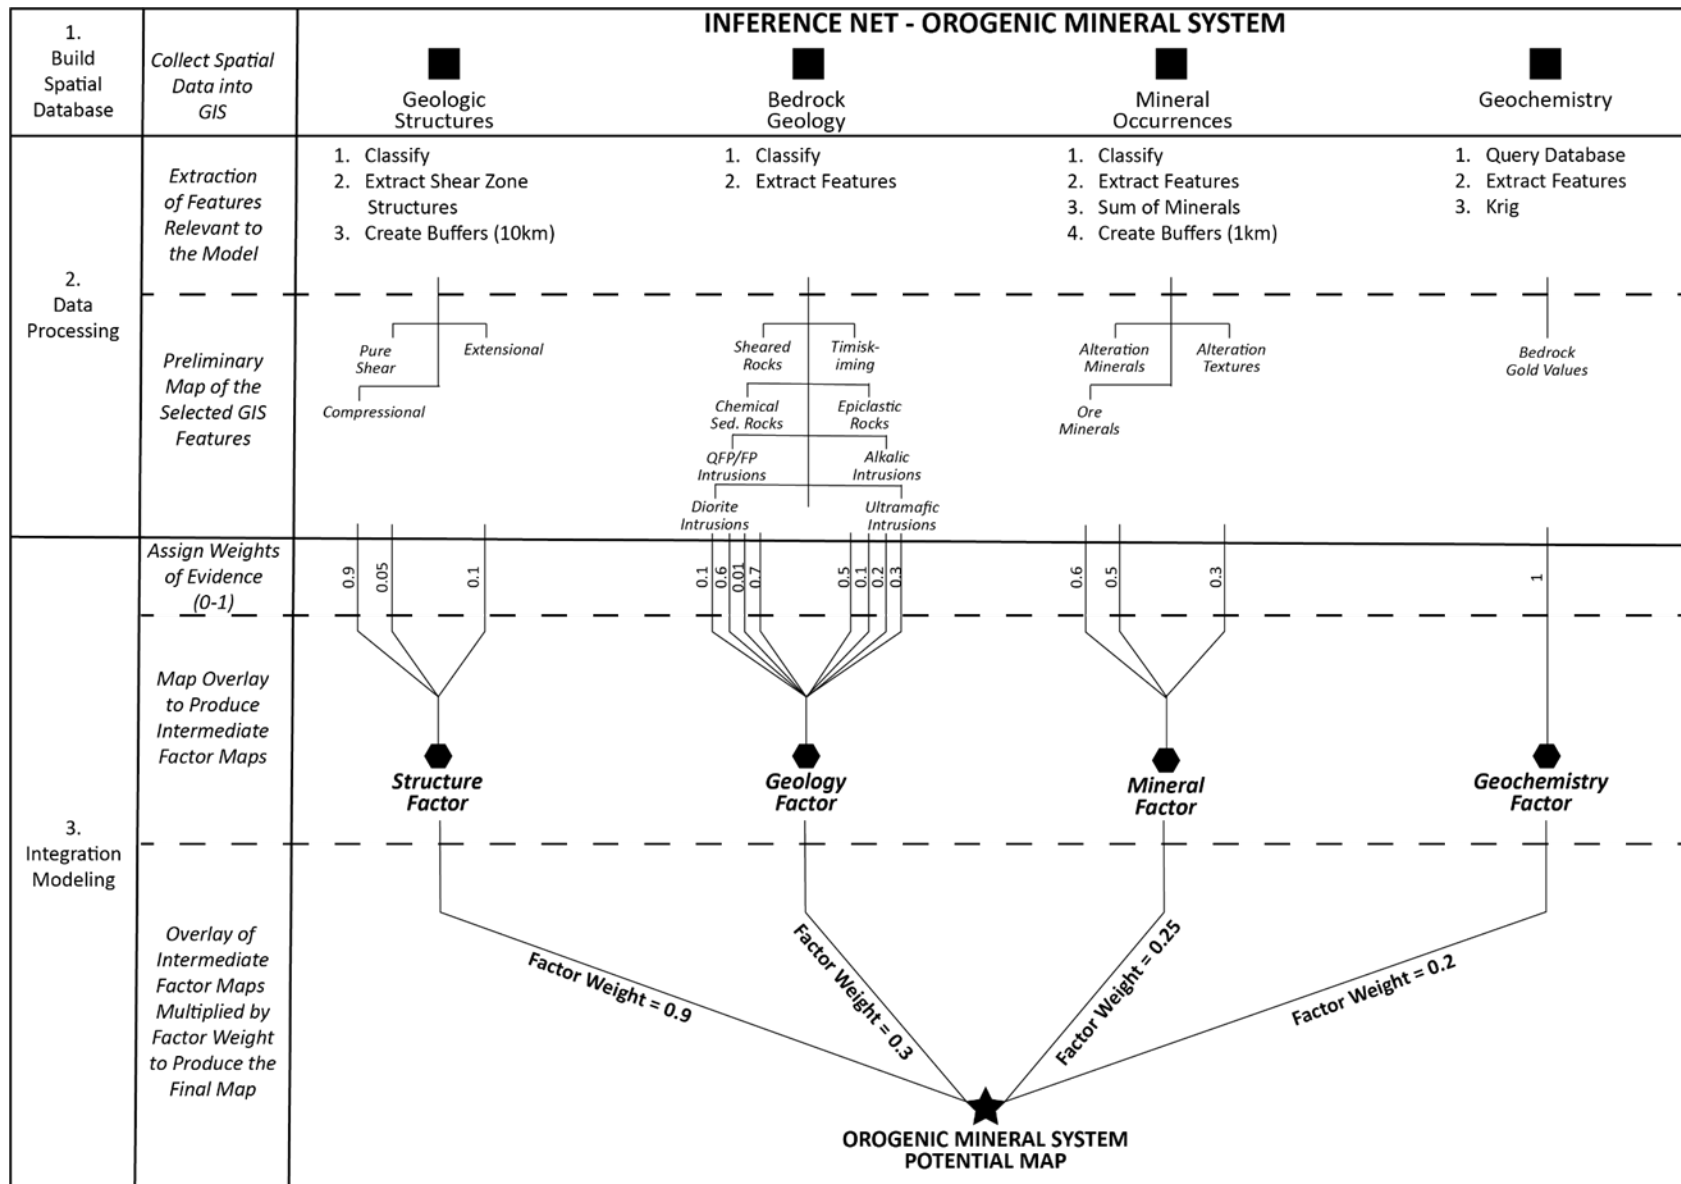 INFERENCE NET - OROGENIC MINERAL SYSTEM
1.
Build
Spatial
Database
Collect Spatial
Data into
GIS
Geologic
Structures
Bedrock
Geology
Mineral
Occurrences
Geochemistry
2.
Data
Processing
Extraction
of Features
Relevant to
the Model
1. Classify
2. Extract Shear Zone
Structures
3. Create Buffers (10km)
1. Classify
2. Extract Features
1. Classify
2. Extract Features
3. Sum of Minerals
4. Create Buffers (1km)
1. Query Database
2. Extract Features
3. Krig
Preliminary
Map of the
Selected GIS
Features
Pure
Shear
Extensional
Compressional
Sheared
Rocks
Timisk-
iming
Chemical
Sed. Rocks
Epiclastic
Rocks
QFP/FP
Intrusions
Alkalic
Intrusions
Diorite
Intrusions
Ultramafic
Intrusions
Alteration
Minerals
Alteration
Textures
Ore
Minerals
Bedrock
Gold Values
3.
Integration
Modeling
Assign Weights
of Evidence
(0-1)
0.9
0.05
0.1
0.1
0.6
0.01
0.7
0.5
0.1
0.2
0.3
0.6
0.5
0.3
1
Map Overlay
to Produce
Intermediate
Factor Maps
Structure
Factor
Geology
Factor
Mineral
Factor
Geochemistry
Factor
Overlay of
Intermediate
Factor Maps
Multiplied by
Factor Weight
to Produce the
Final Map
Factor Weight = 0.9
Factor Weight = 0.3
Factor Weight = 0.25
Factor Weight = 0.2
OROGENIC MINERAL SYSTEM
POTENTIAL MAP